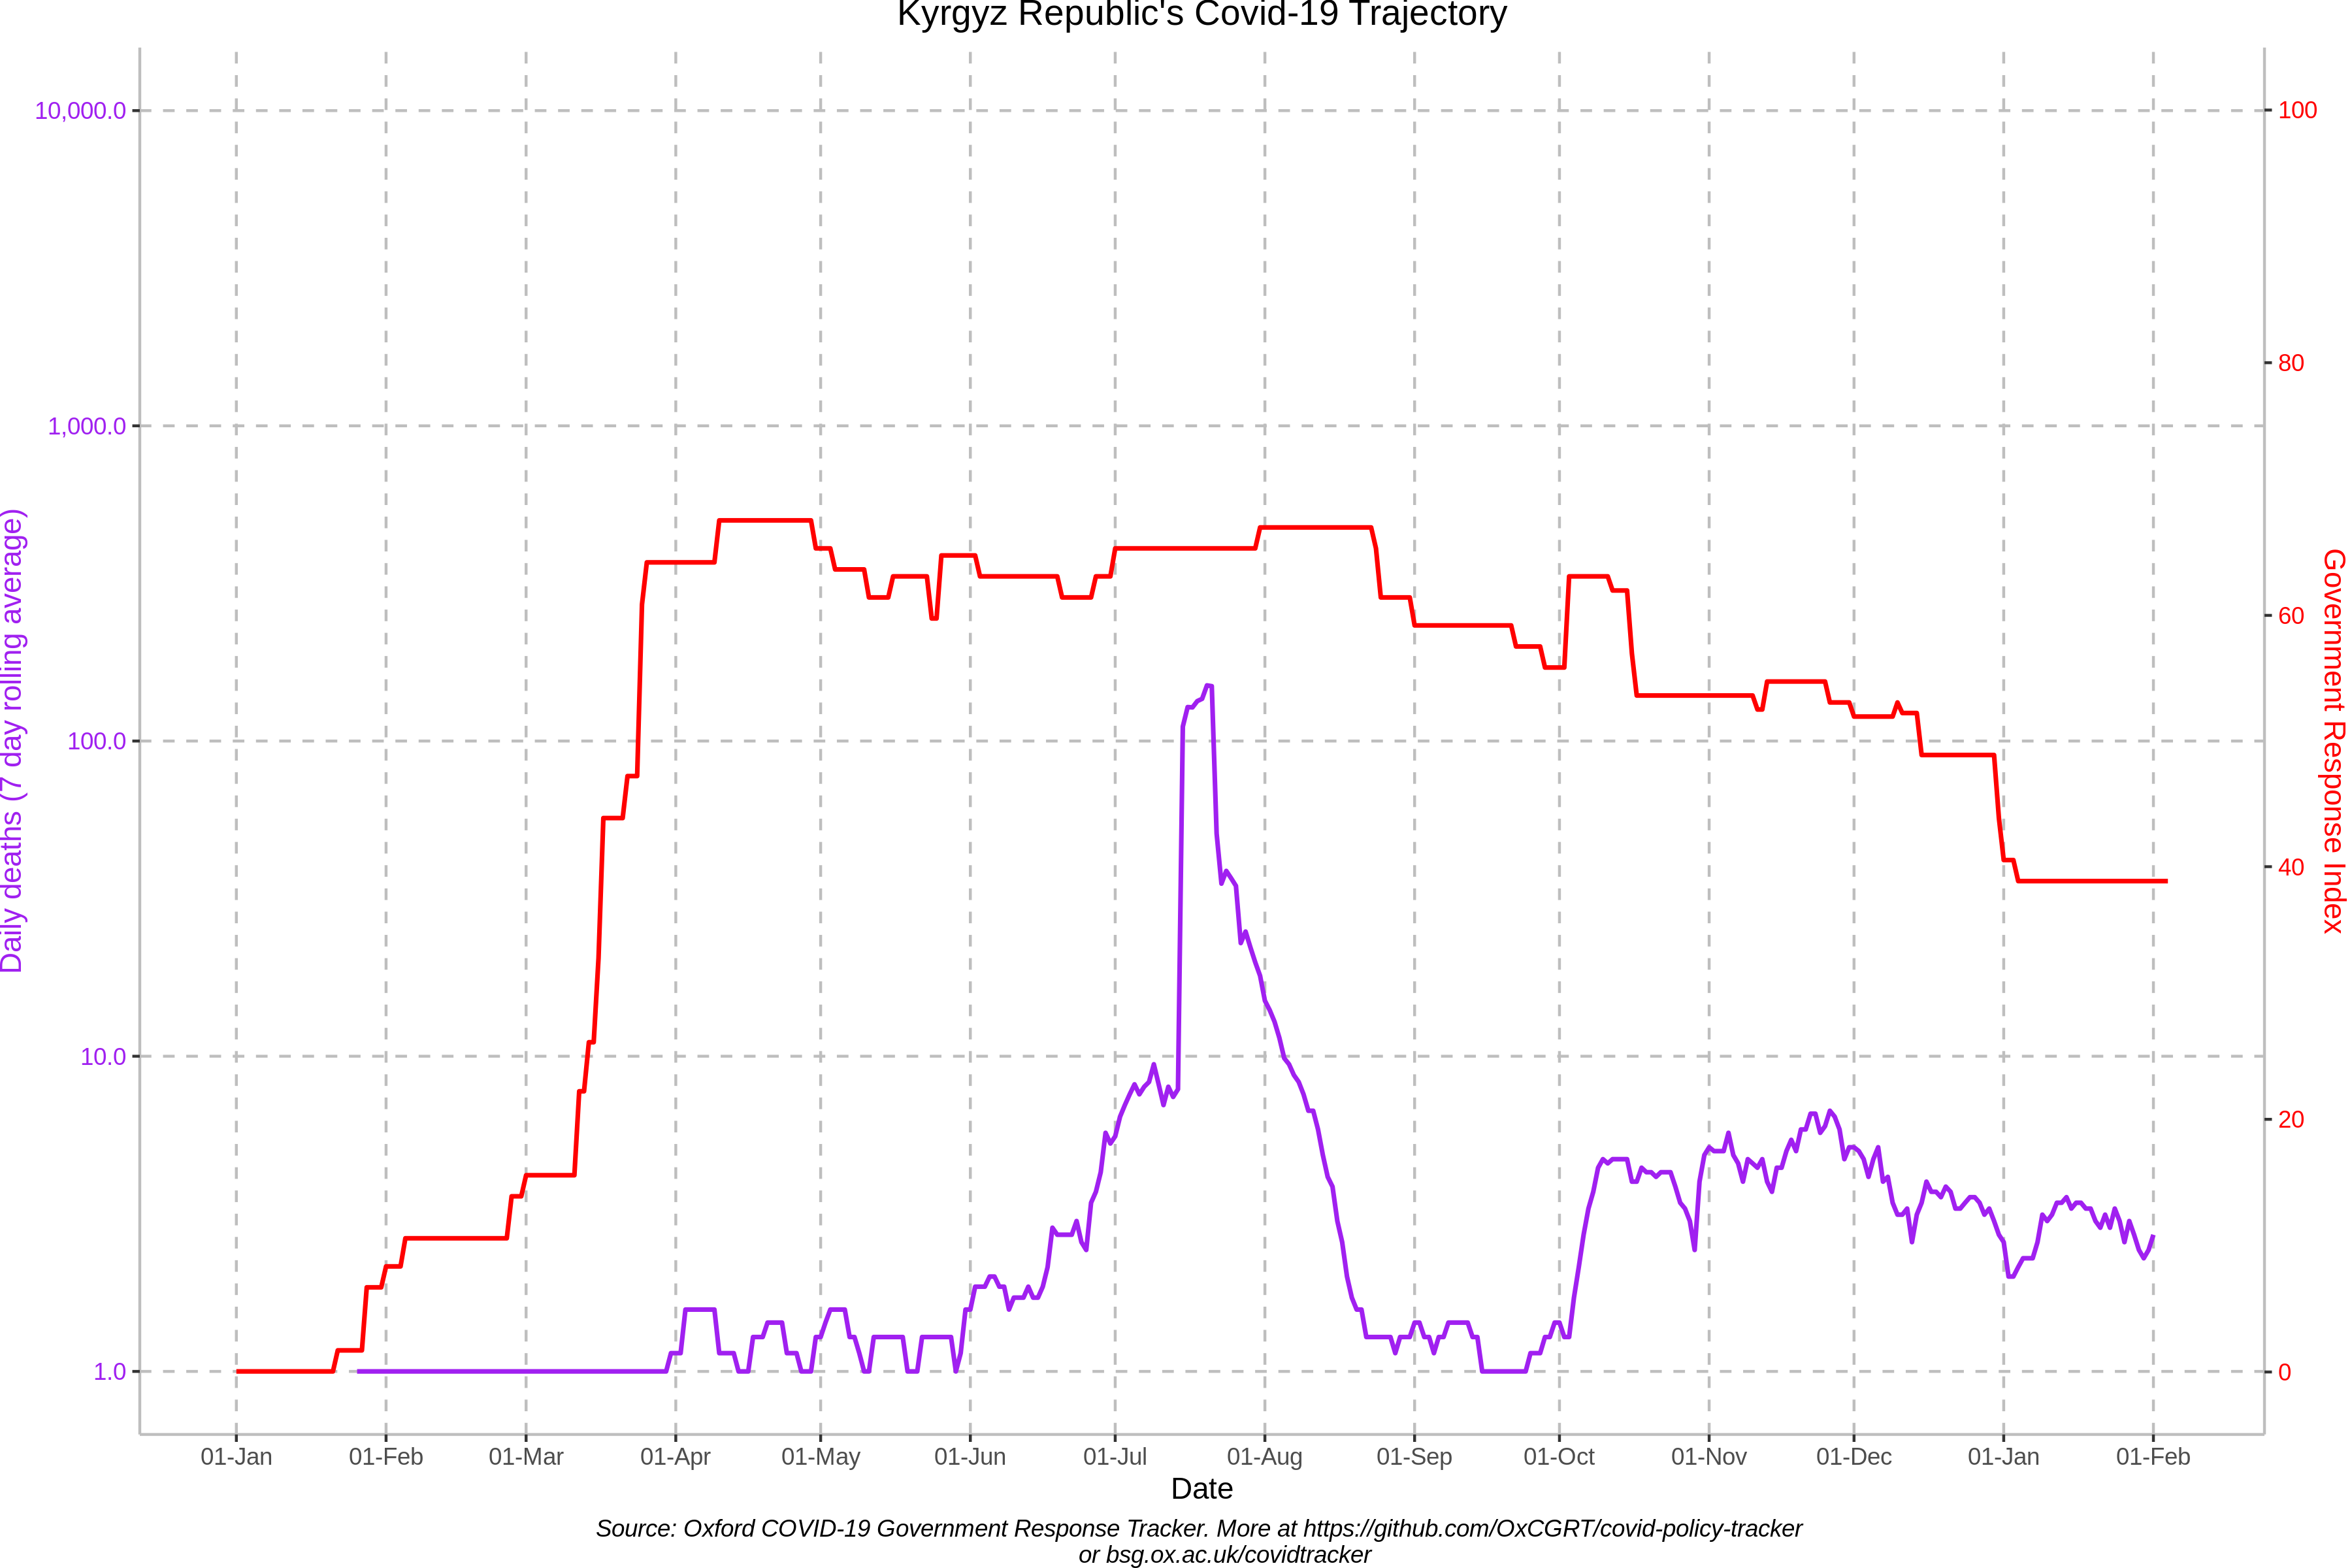 Kyrgyz Republic's Covid-19 Trajectory
10,000.0
1,000.0
100.0
10.0
1.0
Daily deaths (7 day rolling average)
100
80
60
40
20
0
Government Response Index
01-Jan 01-Feb 01-Mar 01-Apr 01-May 01-Jun 01-Jul 01-Aug 01-Sep 01-Oct 01-Nov 01-Dec 01-Jan 01-Feb
Date
Source: Oxford COVID-19 Government Response Tracker. More at https://github.com/OxCGRT/covid-policy-tracker
or bsg.ox.ac.uk/covidtracker